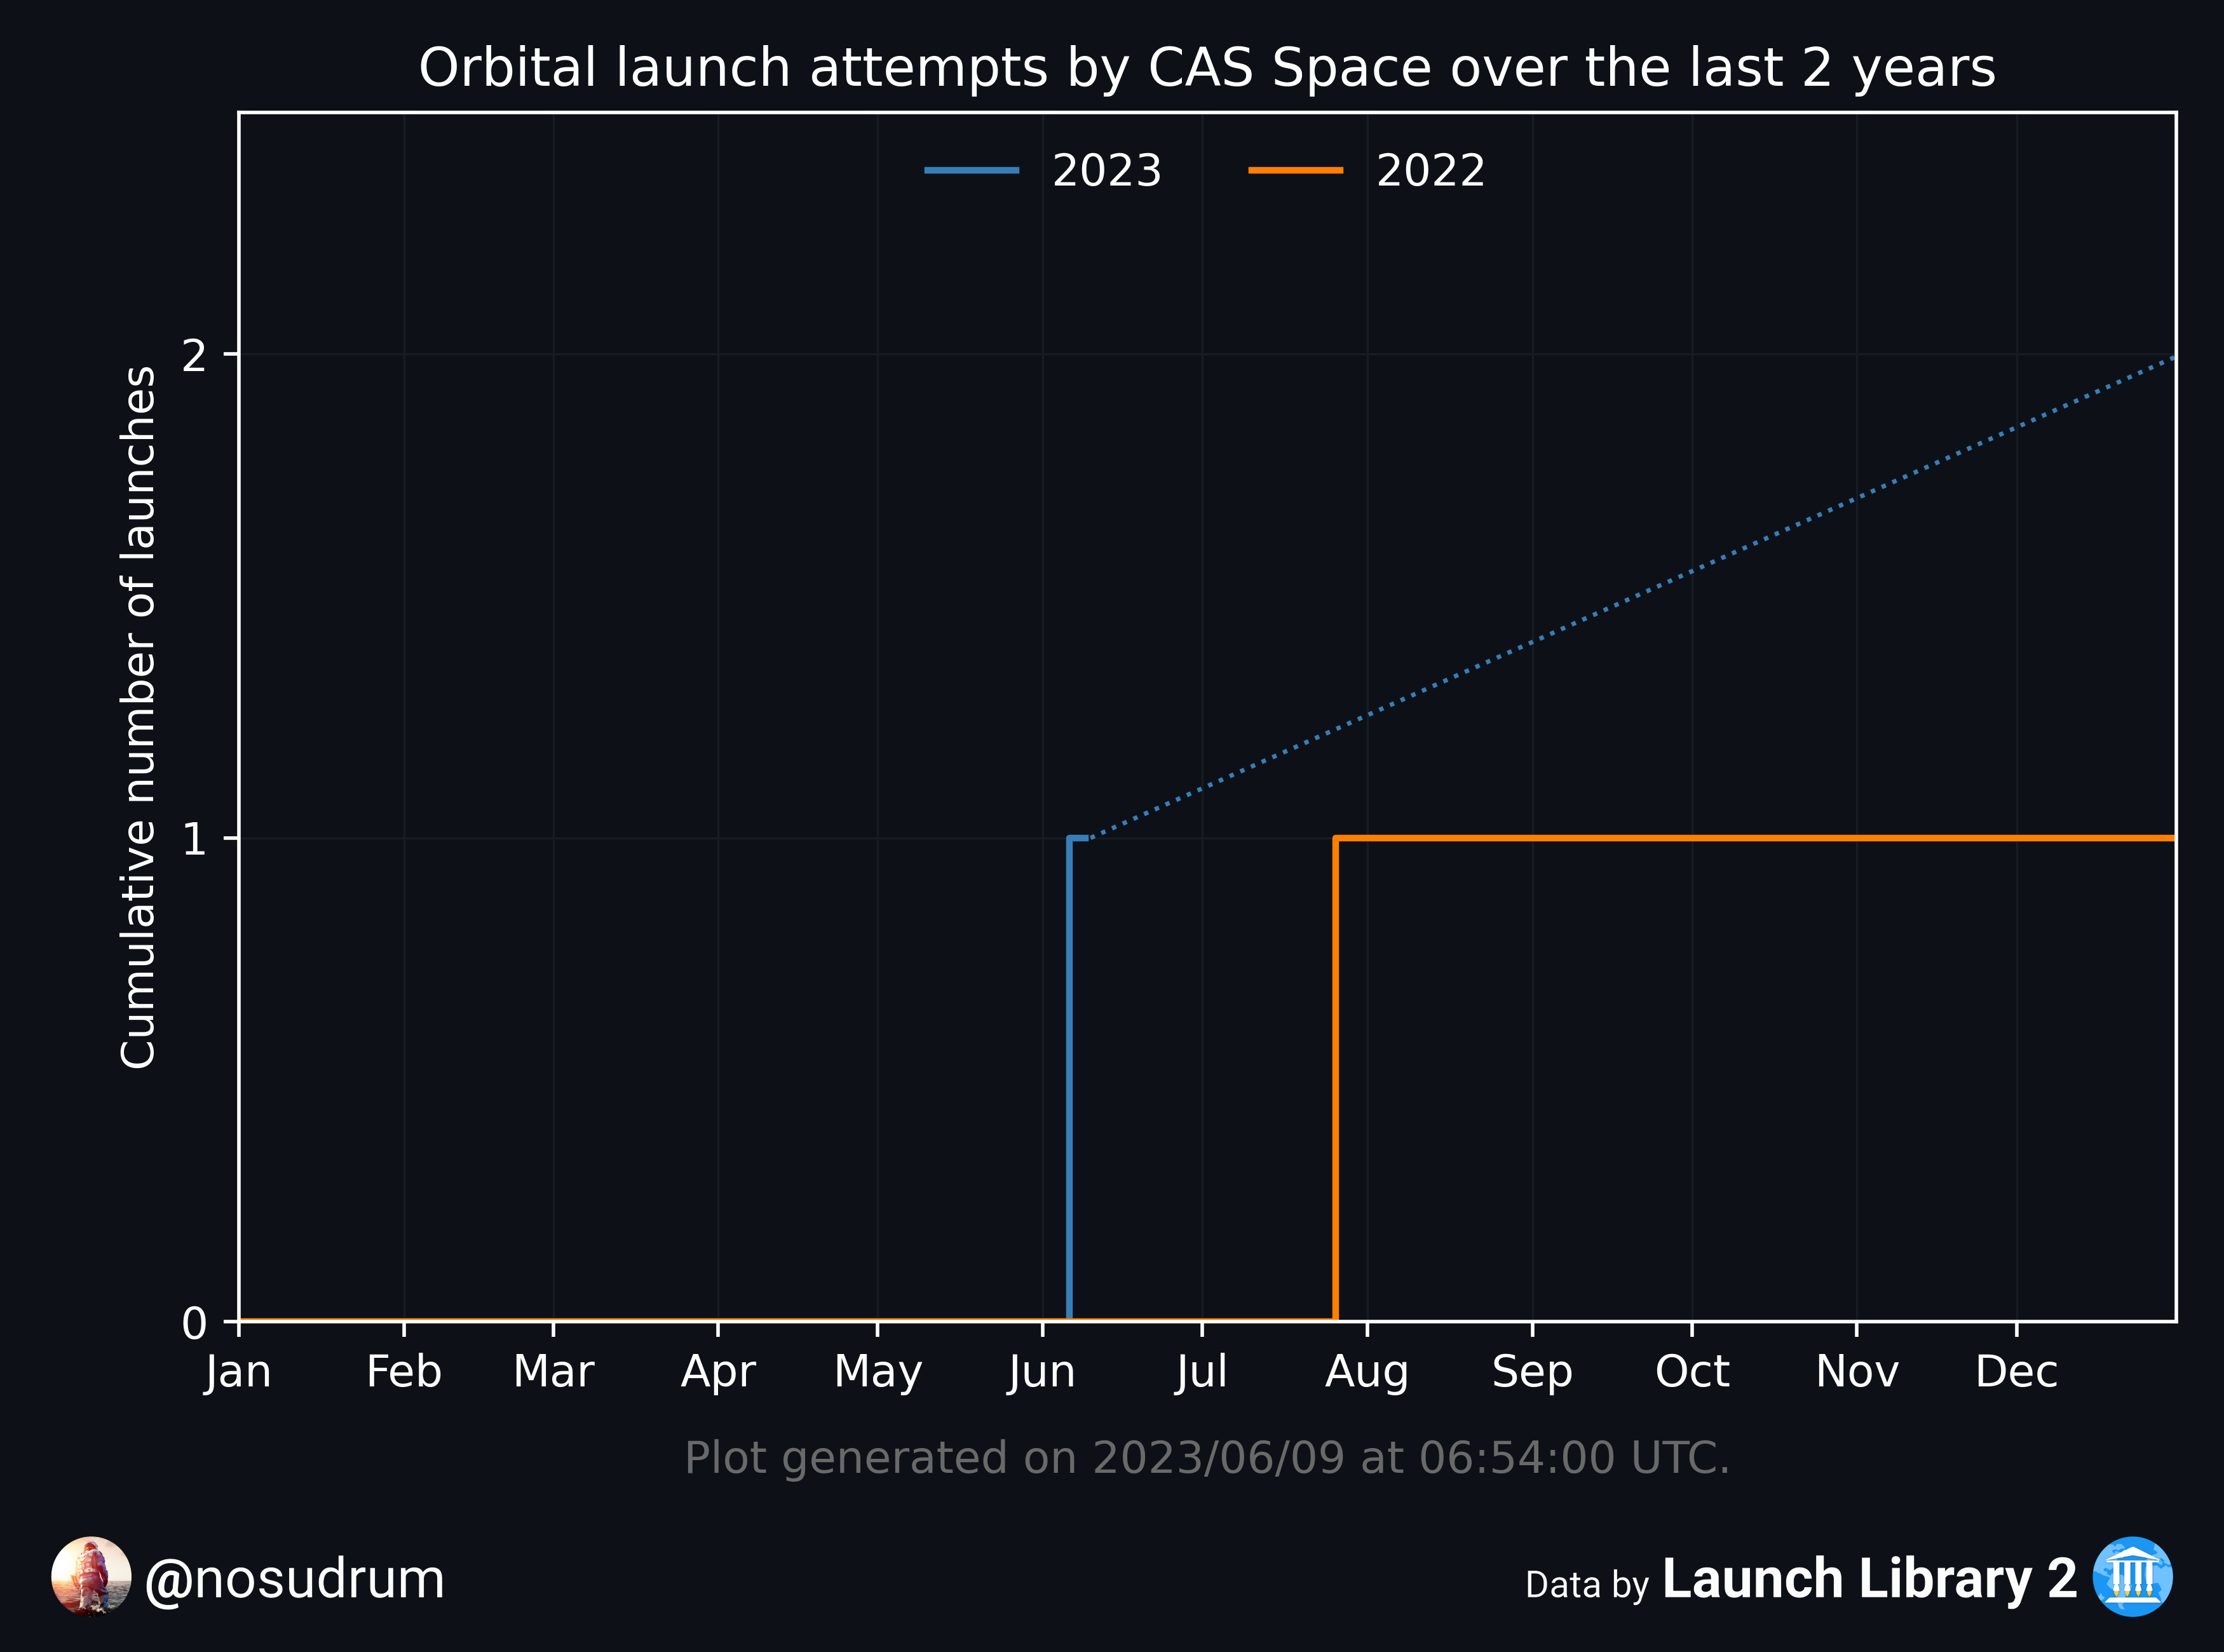 Orbital launch attempts by CAS Space over the last 2 years
2023 2022
Cumulative number of launches
2
1
0
Jan Feb Mar Apr May Jun Jul Aug Sep Oct Nov Dec
Plot generated on 2023/06/09 at 06:54:00 UTC.
@nosudrum
Data by Launch Library 2